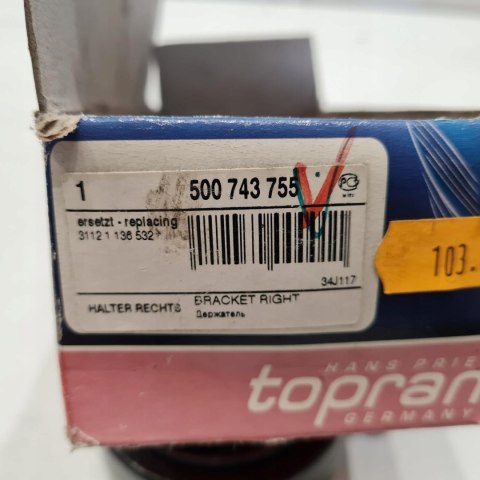 1 500 743 755
ersetzt - replacing
3112 1 136 532
34J117
HALTER RECHTS BRACKET RIGHT
Держатель
103.
HANS PRIE
topran
GERMANY